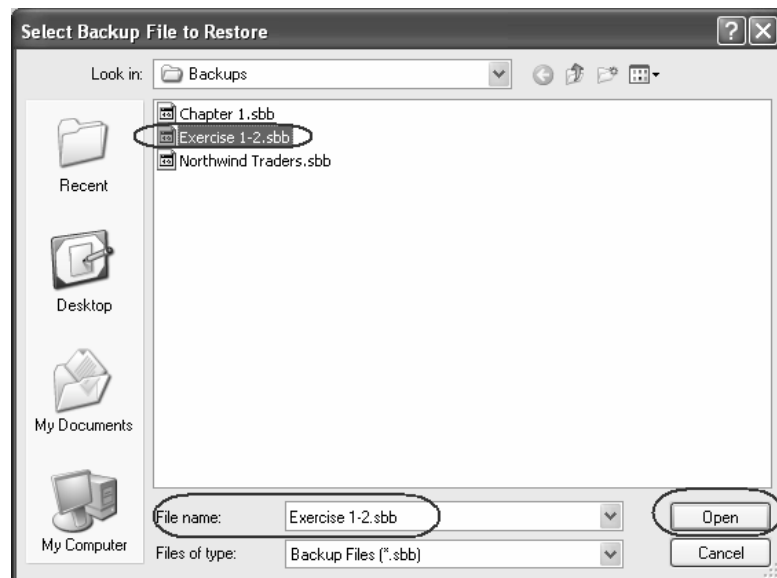 Select Backup File to Restore
Look in: Backups
Chapter 1.sbb
Exercise 1-2.sbb
Northwind Traders.sbb
Recent
Desktop
My Documents
My Computer
File name: Exercise 1-2.sbb Open
Files of type: Backup Files (*.sbb) Cancel